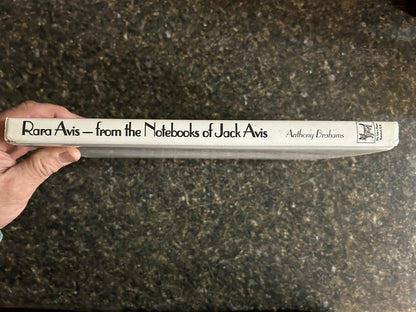 Rara Avis — from the Notebooks of Jack Avis
Anthony Brahams